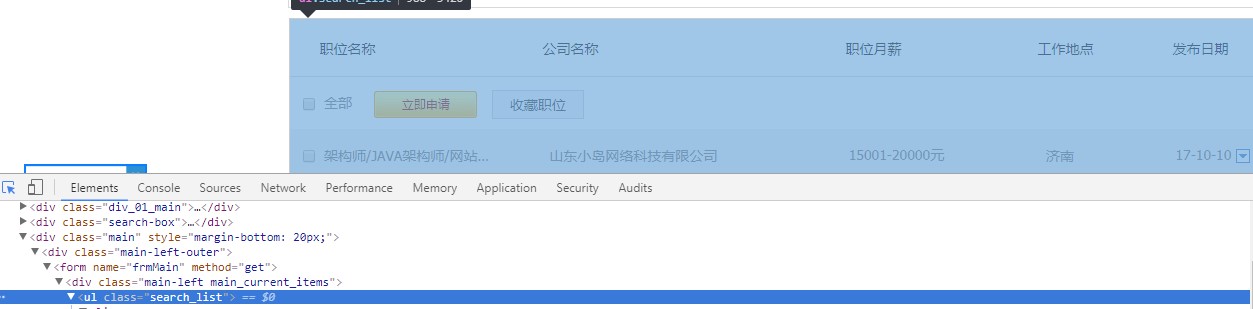 职位名称 公司名称 职位月薪 工作地点 发布日期
全部 立即申请 收藏职位
架构师/JAVA架构师/网站... 山东小鸟网络科技有限公司 15001-20000元 济南 17-10-10
Elements Console Sources Network Performance Memory Application Security Audits
▶<div class="div_01_main">…</div>
▶<div class="search-box">…</div>
▼<div class="main" style="margin-bottom: 20px;">
▼<div class="main-left-outer">
▼<form name="frmMain" method="get">
▼<div class="main-left main_current_items">
▼<ul class="search_list"> == $0